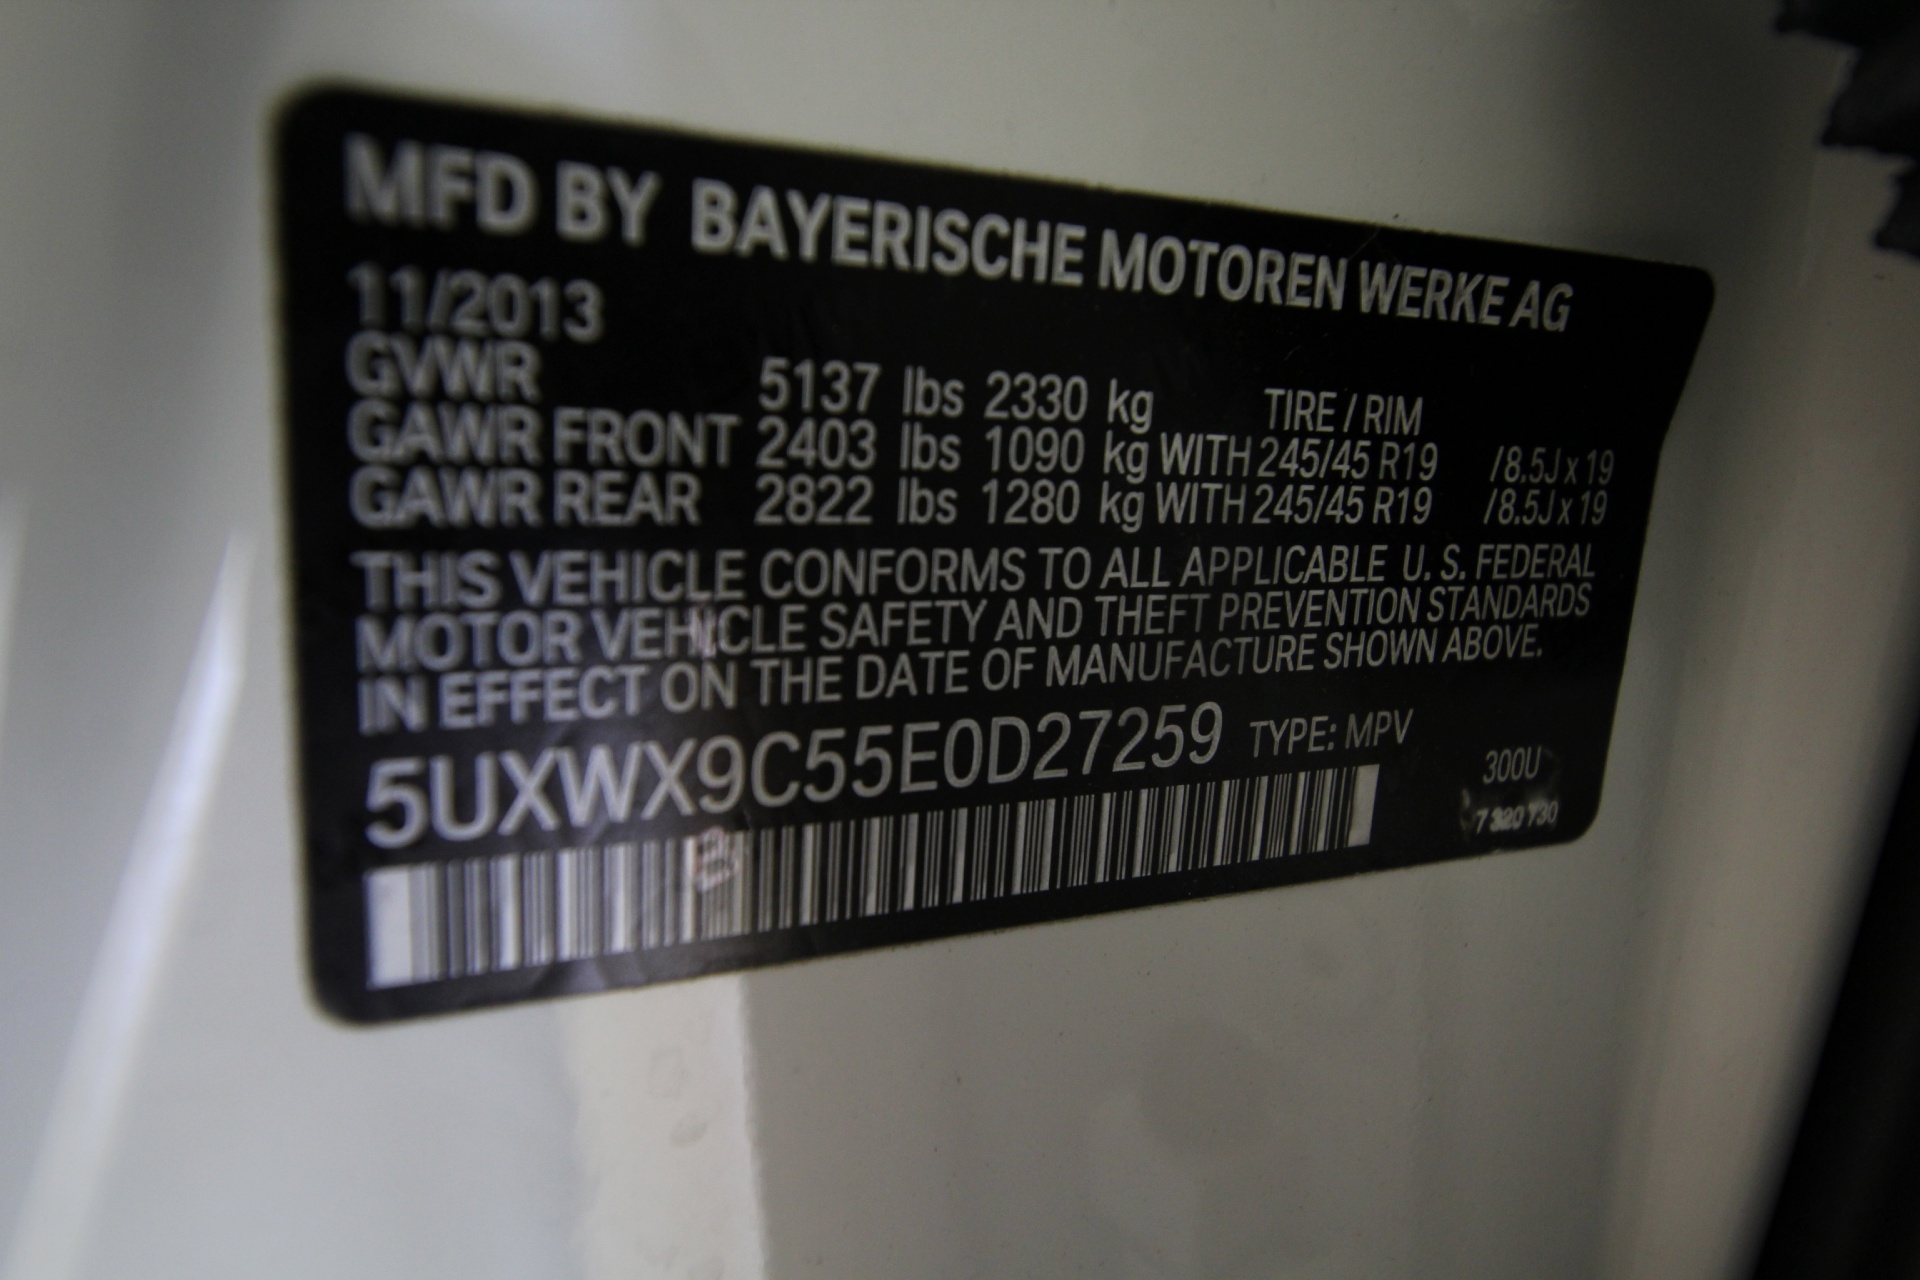 MFD BY BAYERISCHE MOTOREN WERKE AG
11/2013
GVWR 5137 lbs 2330 kg TIRE / RIM
GAWR FRONT 2403 lbs 1090 kg WITH 245/45 R19 /8.5J x 19
GAWR REAR 2822 lbs 1280 kg WITH 245/45 R19 /8.5J x 19
THIS VEHICLE CONFORMS TO ALL APPLICABLE U. S. FEDERAL
MOTOR VEHICLE SAFETY AND THEFT PREVENTION STANDARDS
IN EFFECT ON THE DATE OF MANUFACTURE SHOWN ABOVE.
5UXWX9C55E0D27259 TYPE: MPV
300U
7 320 730